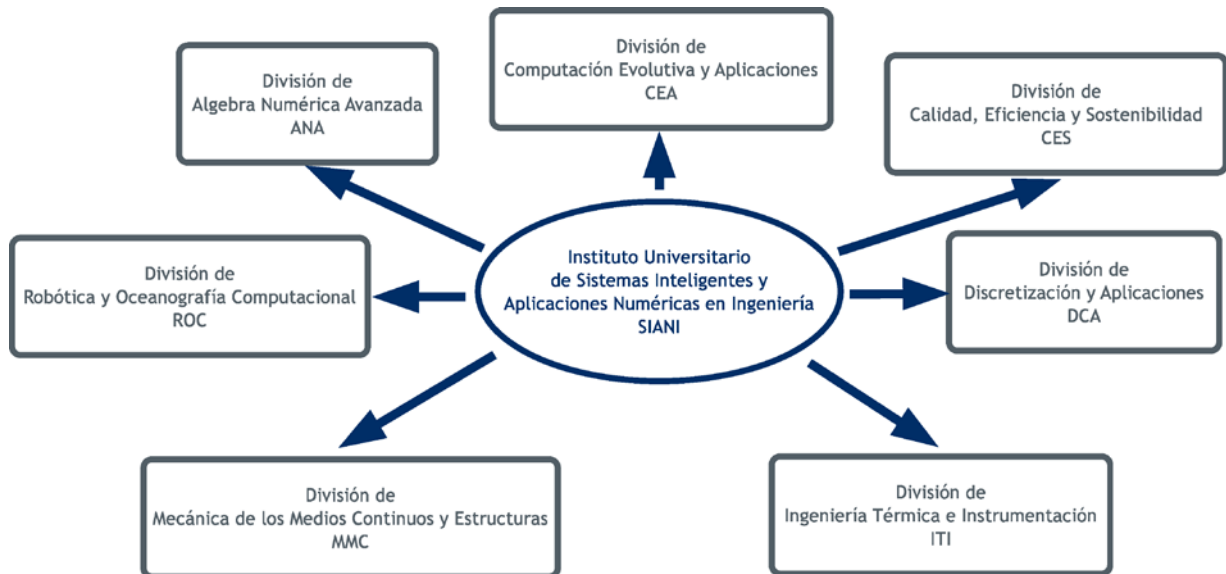 División de
Algebra Numérica Avanzada
ANA
División de
Computación Evolutiva y Aplicaciones
CEA
División de
Calidad, Eficiencia y Sostenibilidad
CES
División de
Robótica y Oceanografía Computacional
ROC
Instituto Universitario
de Sistemas Inteligentes y
Aplicaciones Numéricas en Ingeniería
SIANI
División de
Discretización y Aplicaciones
DCA
División de
Mecánica de los Medios Continuos y Estructuras
MMC
División de
Ingeniería Térmica e Instrumentación
ITI